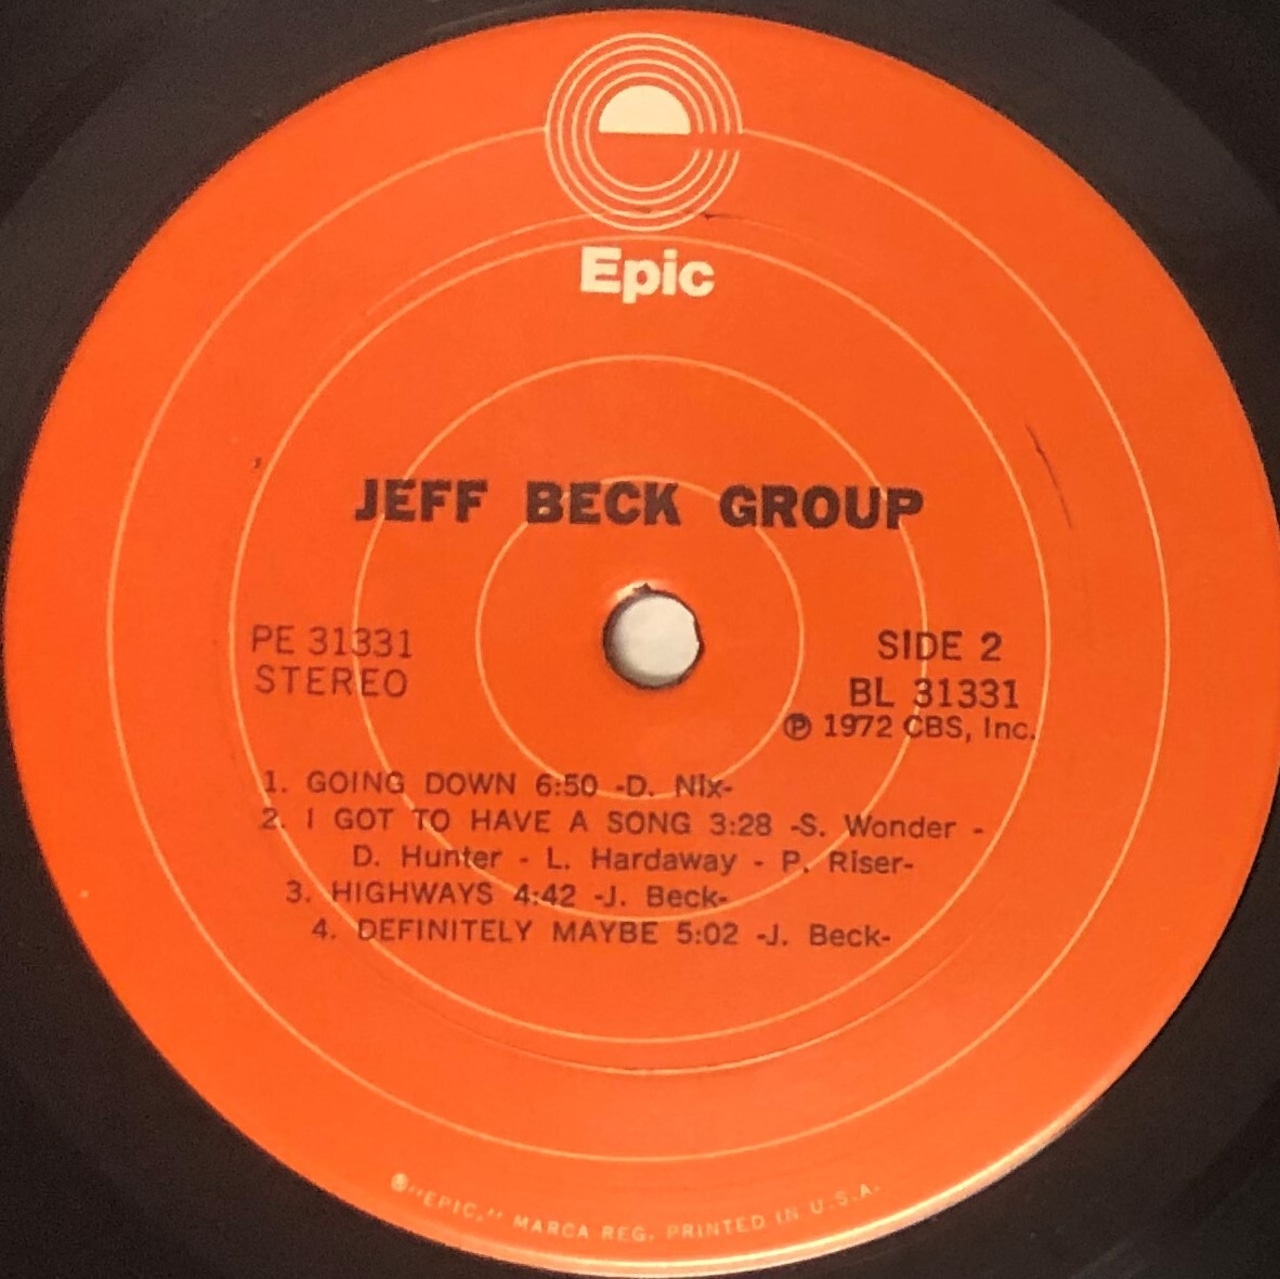 Epic
JEFF BECK GROUP
PE 31331
STEREO
SIDE 2
BL 31331
℗ 1972 CBS, Inc.
1. GOING DOWN 6:50 -D. Nix-
2. I GOT TO HAVE A SONG 3:28 -S. Wonder -
D. Hunter - L. Hardaway - P. Riser-
3. HIGHWAYS 4:42 -J. Beck-
4. DEFINITELY MAYBE 5:02 -J. Beck-
®"EPIC," MARCA REG. PRINTED IN U.S.A.